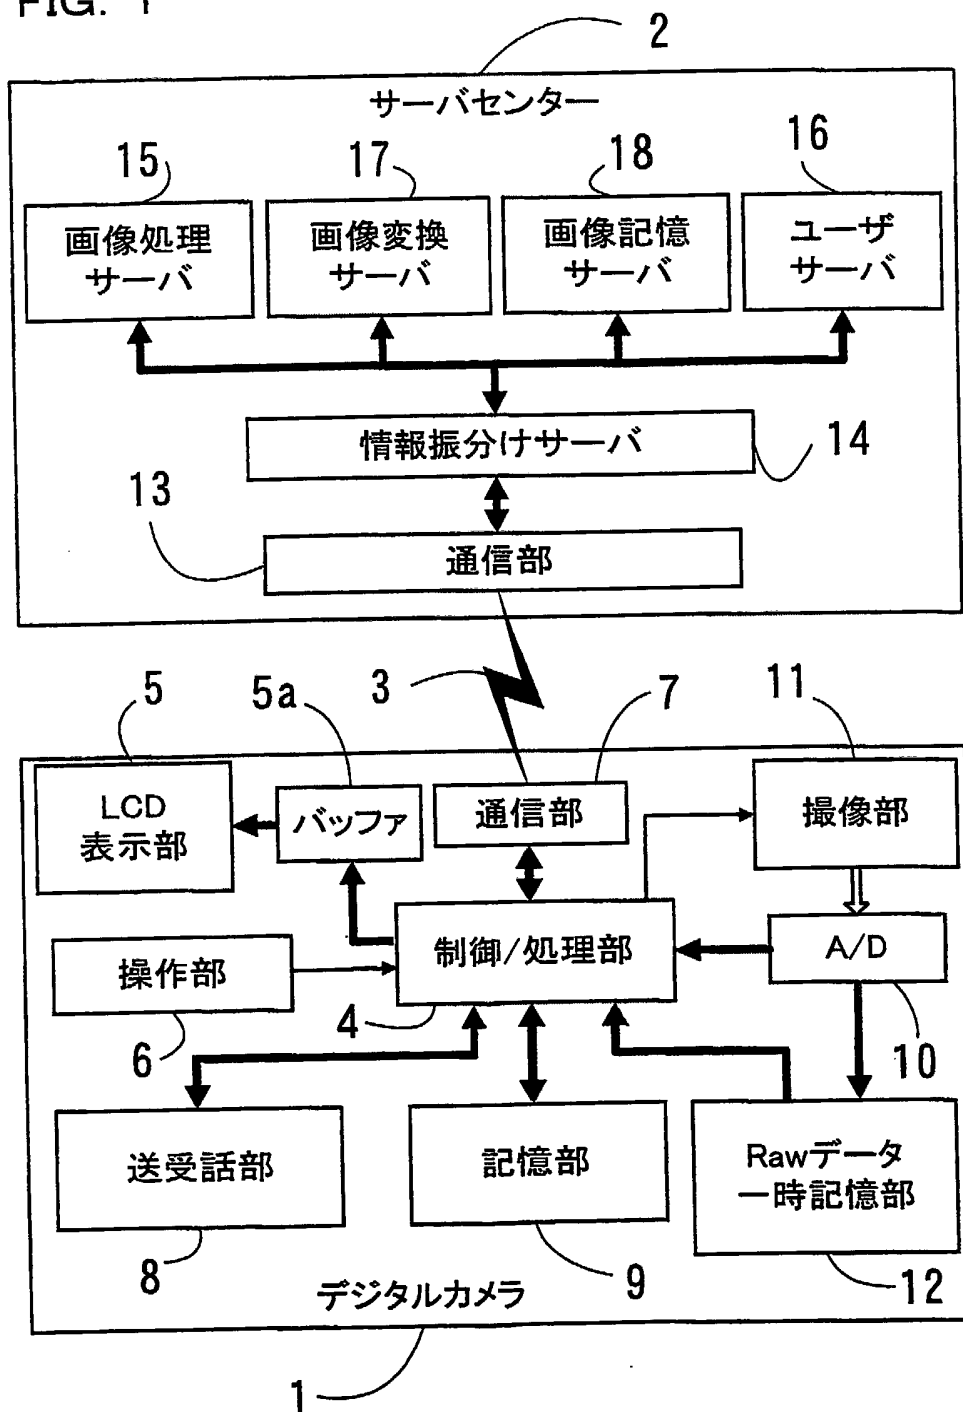 FIG. 1
2
サーバセンター
15
17
18
16
画像処理
サーバ
画像変換
サーバ
画像記憶
サーバ
ユーザ
サーバ
情報振分けサーバ
14
13
通信部
3
5
5a
7
11
LCD
表示部
バッファ
通信部
撮像部
操作部
制御/処理部
A/D
6
4
10
送受話部
記憶部
Rawデータ
一時記憶部
8
9
12
デジタルカメラ
1